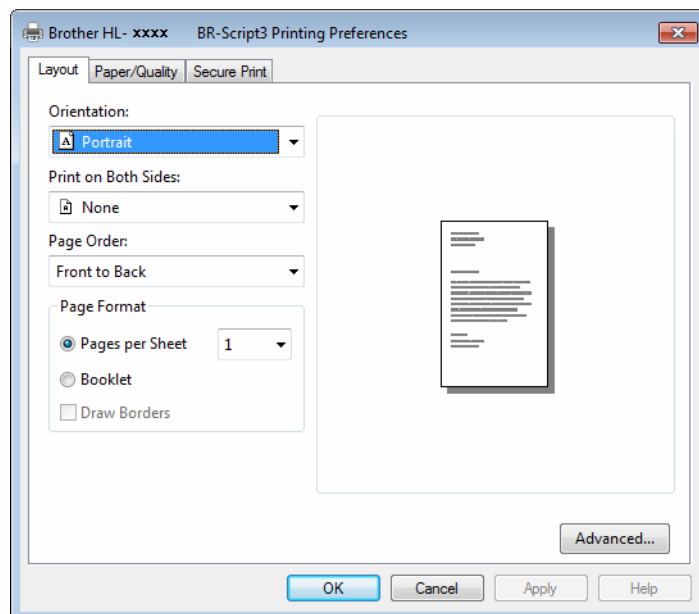 Brother HL- xxxx BR-Script3 Printing Preferences
Layout Paper/Quality Secure Print
Orientation:
A Portrait
Print on Both Sides:
None
Page Order:
Front to Back
Page Format
Pages per Sheet 1
Booklet
Draw Borders
Advanced...
OK Cancel Apply Help